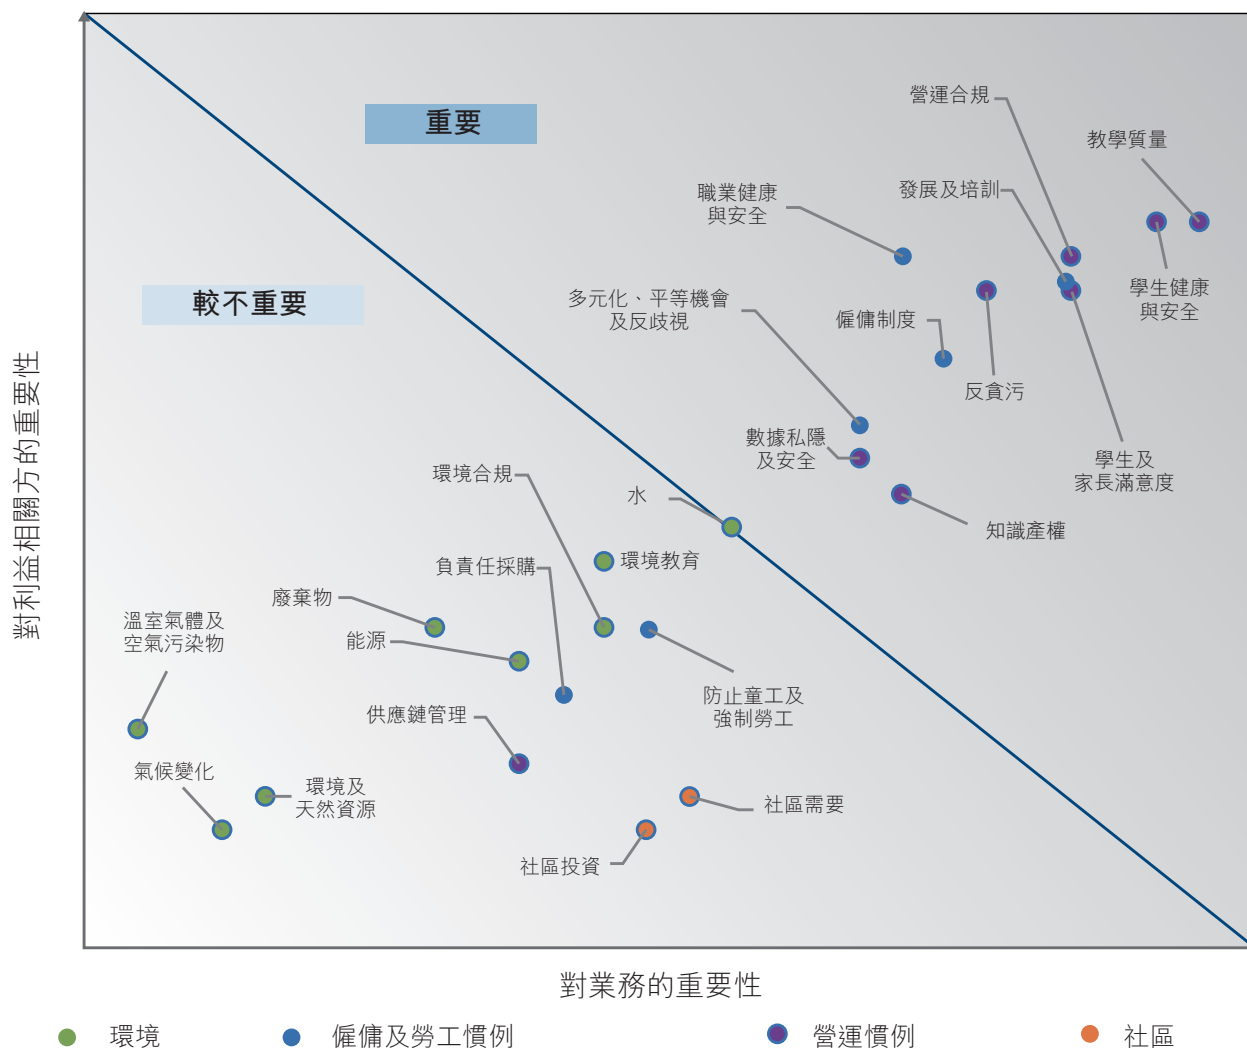 營運合規
重要
教學質量
職業健康
與安全
發展及培訓
學生健康
與安全
較不重要
多元化、平等機會
及反歧視
僱傭制度
反貪污
數據私隱
及安全
學生及
家長滿意度
環境合規
水
知識產權
環境教育
負責任採購
廢棄物
溫室氣體及
空氣污染物
能源
防止童工及
強制勞工
供應鏈管理
氣候變化
環境及
天然資源
社區需要
社區投資
對利益相關方的重要性
對業務的重要性
環境
僱傭及勞工慣例
營運慣例
社區